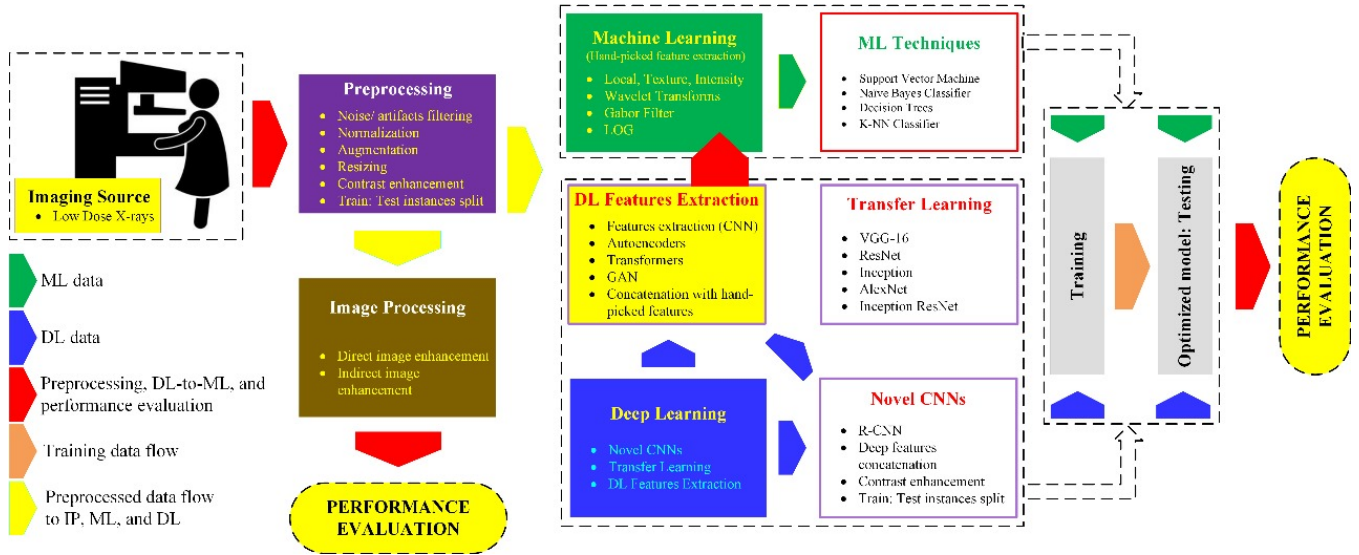 Imaging Source
• Low Dose X-rays
ML data
DL data
Preprocessing, DL-to-ML, and
performance evaluation
Training data flow
Preprocessed data flow
to IP, ML, and DL
Preprocessing
• Noise/ artifacts filtering
• Normalization
• Augmentation
• Resizing
• Contrast enhancement
• Train: Test instances split
Image Processing
• Direct image enhancement
• Indirect image
enhancement
PERFORMANCE
EVALUATION
Machine Learning
(Hand-picked feature extraction)
• Local, Texture, Intensity
• Wavelet Transforms
• Gabor Filter
• LOG
ML Techniques
• Support Vector Machine
• Naive Bayes Classifier
• Decision Trees
• K-NN Classifier
DL Features Extraction
• Features extraction (CNN)
• Autoencoders
• Transformers
• GAN
• Concatenation with hand-
picked features
Transfer Learning
• VGG-16
• ResNet
• Inception
• AlexNet
• Inception ResNet
Deep Learning
• Novel CNNs
• Transfer Learning
• DL Features Extraction
Novel CNNs
• R-CNN
• Deep features
concatenation
• Contrast enhancement
• Train: Test instances split
Training
Optimized model: Testing
PERFORMANCE
EVALUATION